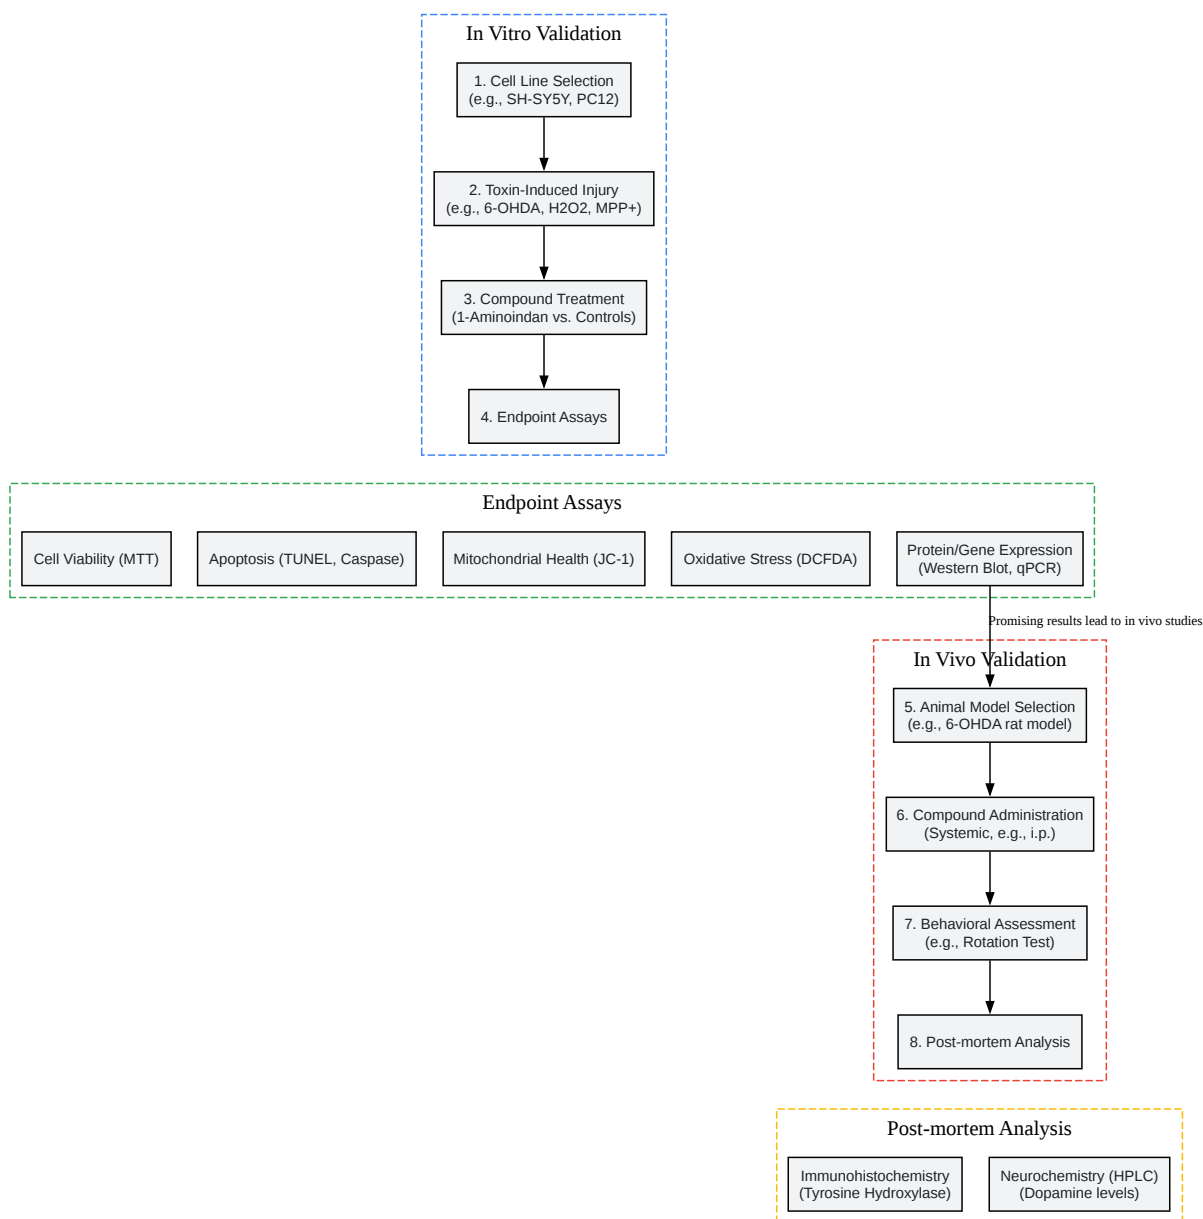 In Vitro Validation
1. Cell Line Selection
(e.g., SH-SY5Y, PC12)
2. Toxin-Induced Injury
(e.g., 6-OHDA, H2O2, MPP+)
3. Compound Treatment
(1-Aminoindan vs. Controls)
4. Endpoint Assays
Endpoint Assays
Cell Viability (MTT)
Apoptosis (TUNEL, Caspase)
Mitochondrial Health (JC-1)
Oxidative Stress (DCFDA)
Protein/Gene Expression
(Western Blot, qPCR)
Promising results lead to in vivo studies
In Vivo Validation
5. Animal Model Selection
(e.g., 6-OHDA rat model)
6. Compound Administration
(Systemic, e.g., i.p.)
7. Behavioral Assessment
(e.g., Rotation Test)
8. Post-mortem Analysis
Post-mortem Analysis
Immunohistochemistry
(Tyrosine Hydroxylase)
Neurochemistry (HPLC)
(Dopamine levels)